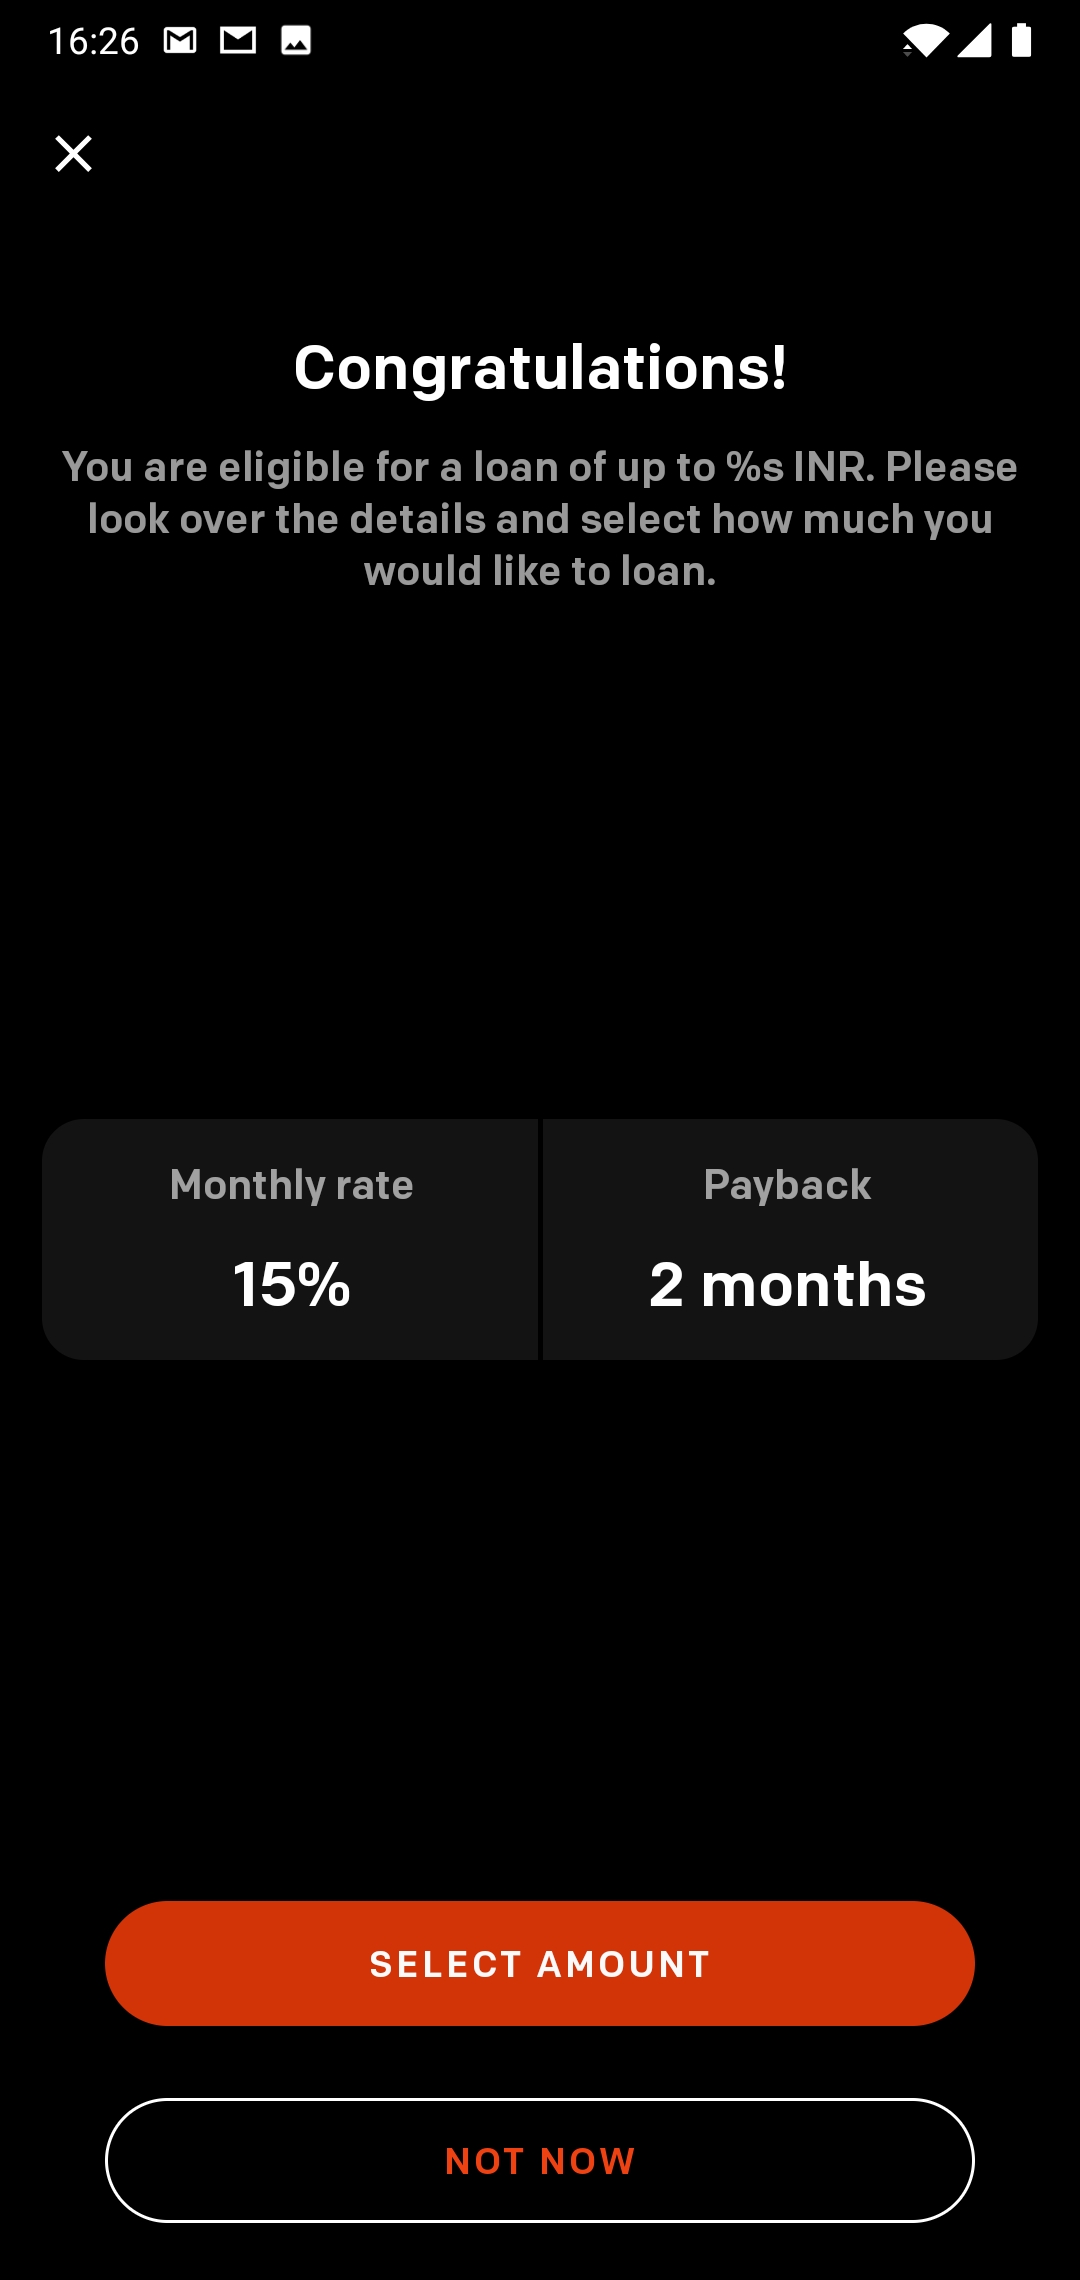 16:26
Congratulations!
You are eligible for a loan of up to %s INR. Please
look over the details and select how much you
would like to loan.
Monthly rate
15%
Payback
2 months
SELECT AMOUNT
NOT NOW